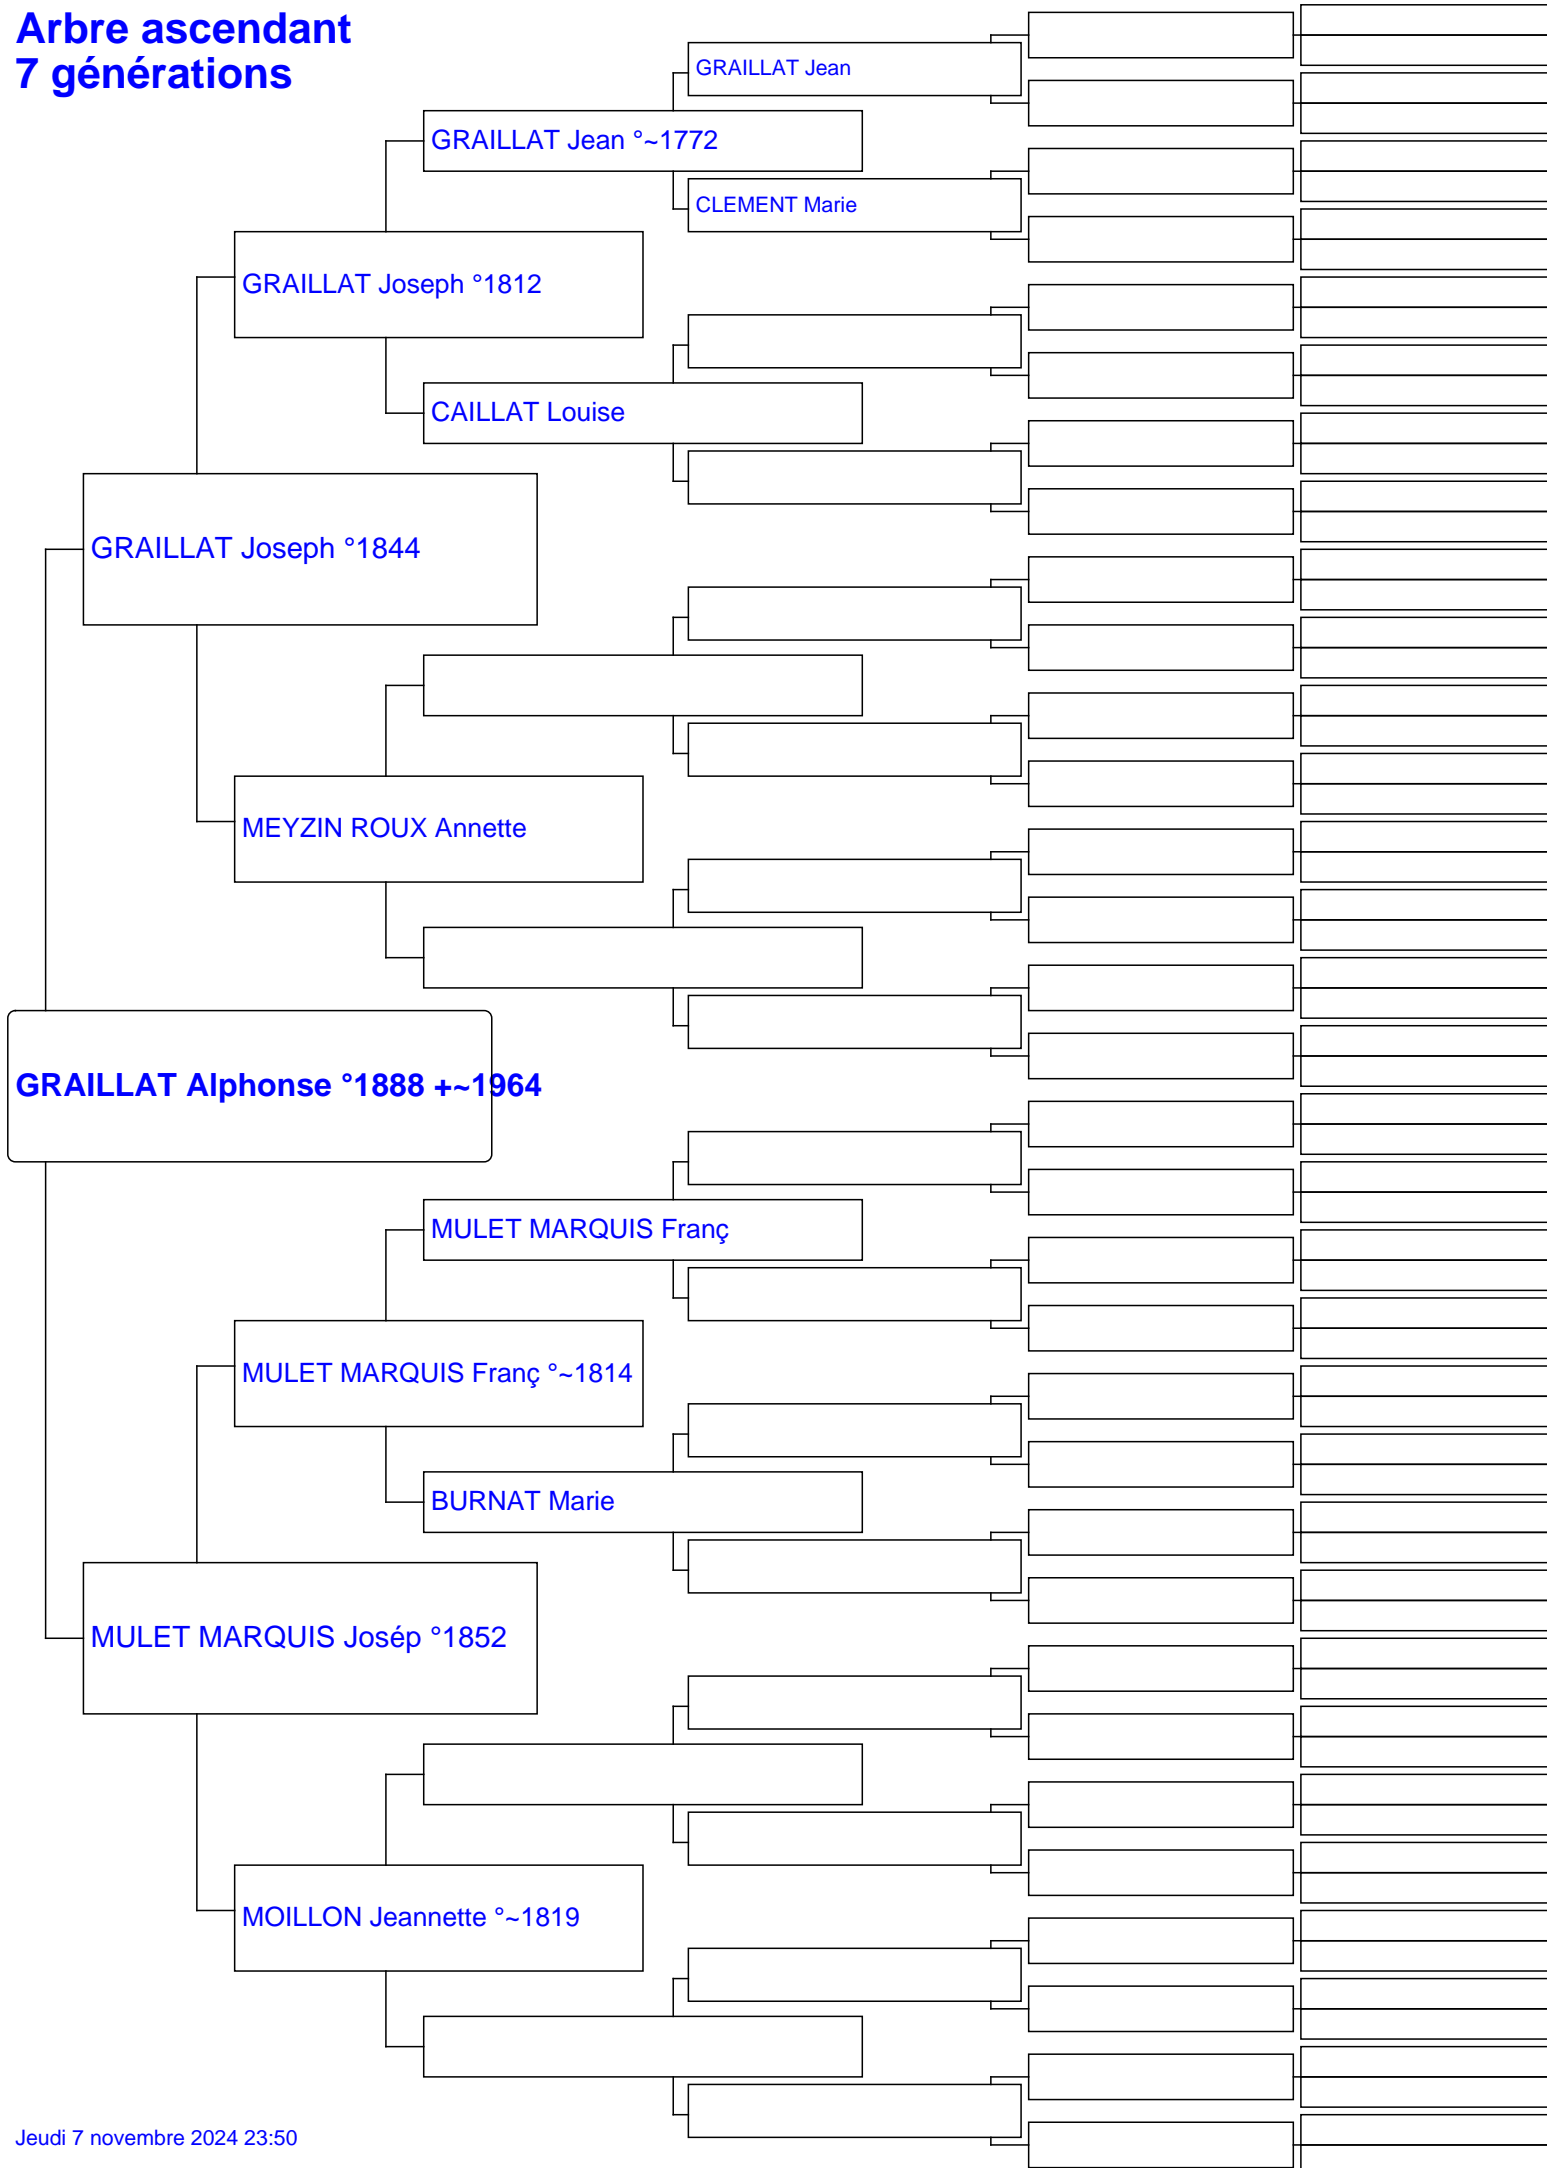 Arbre ascendant
7 générations
GRAILLAT Jean
GRAILLAT Jean °~1772
CLEMENT Marie
GRAILLAT Joseph °1812
CAILLAT Louise
GRAILLAT Joseph °1844
MEYZIN ROUX Annette
GRAILLAT Alphonse °1888 +~1964
MULET MARQUIS Franç
MULET MARQUIS Franç °~1814
BURNAT Marie
MULET MARQUIS Josép °1852
MOILLON Jeannette °~1819
Jeudi 7 novembre 2024 23:50